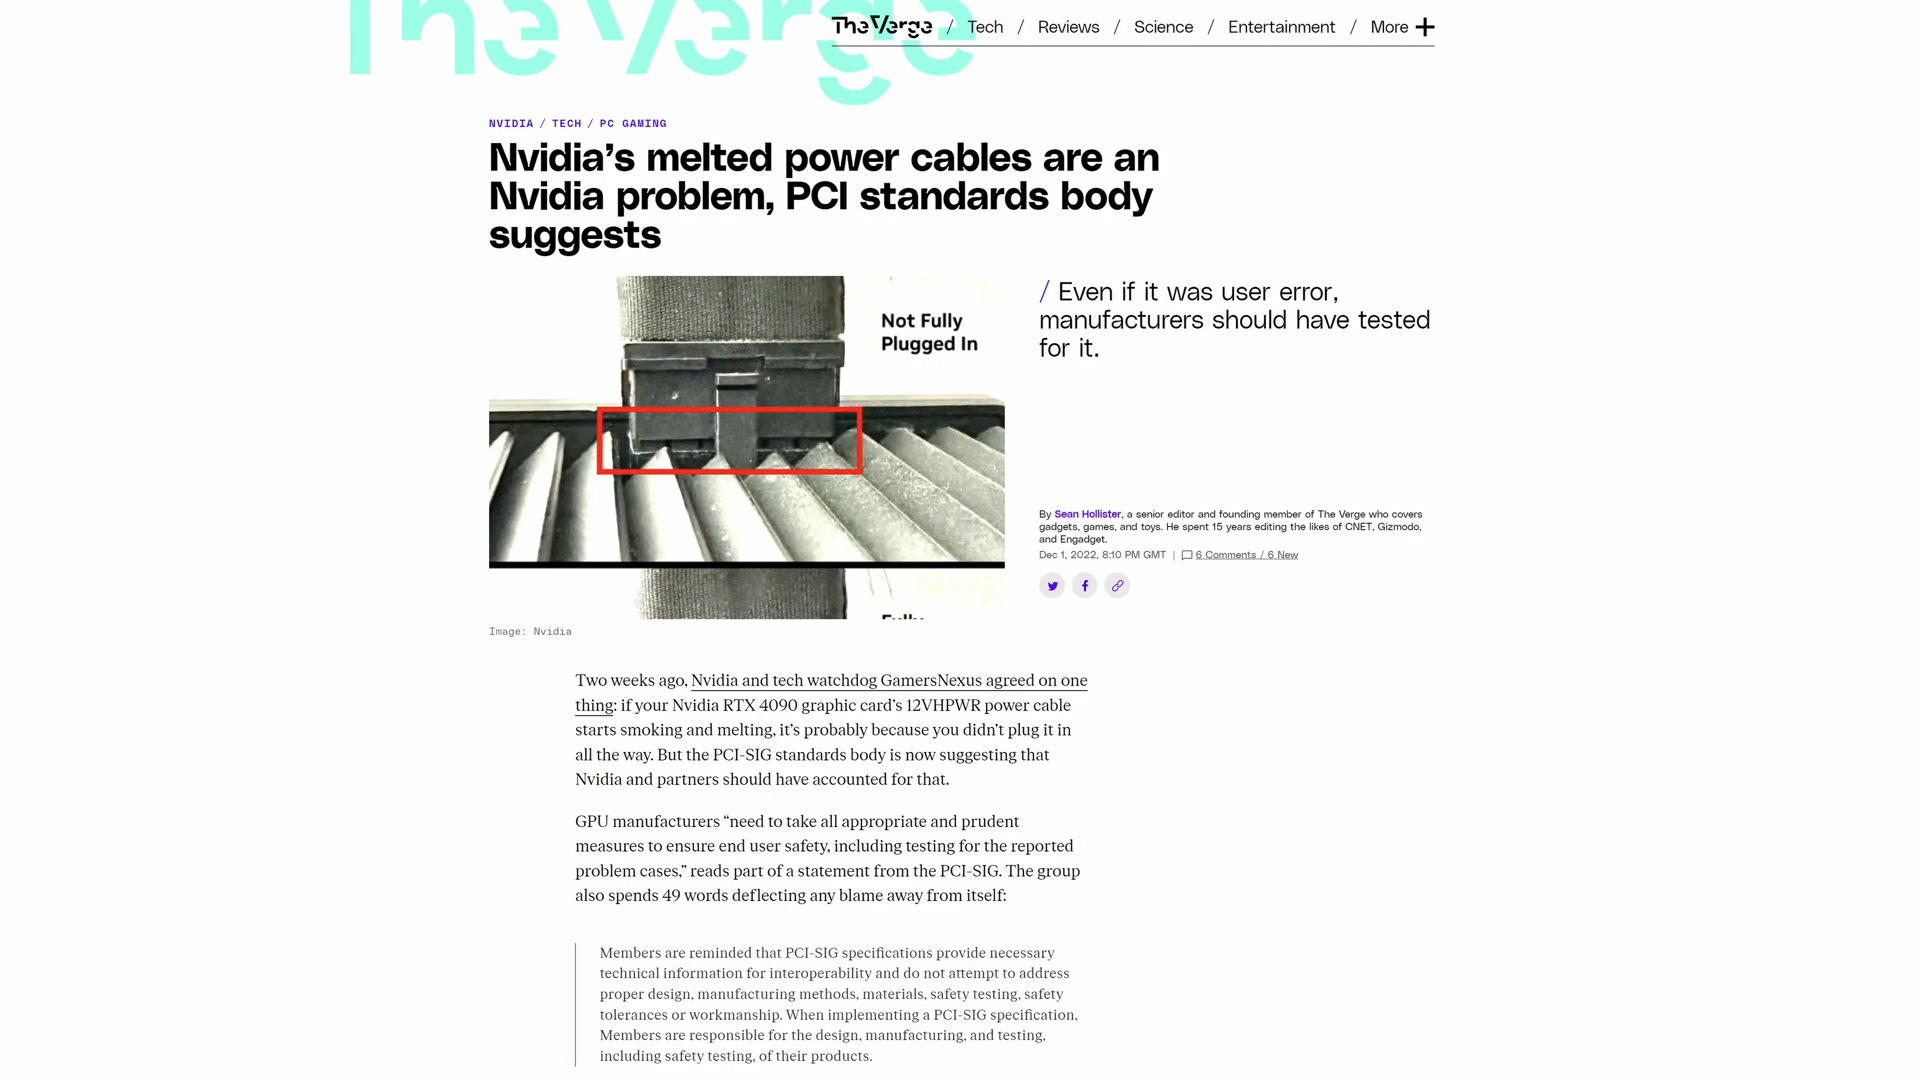 TheVerge
TheVerge / Tech / Reviews / Science / Entertainment / More
NVIDIA / TECH / PC GAMING
Nvidia’s melted power cables are an
Nvidia problem, PCI standards body
suggests
Not Fully
Plugged In
Fully
Image: Nvidia
/ Even if it was user error,
manufacturers should have tested
for it.
By Sean Hollister, a senior editor and founding member of The Verge who covers
gadgets, games, and toys. He spent 15 years editing the likes of CNET, Gizmodo,
and Engadget.
Dec 1, 2022, 8:10 PM GMT | 6 Comments / 6 New
Two weeks ago, Nvidia and tech watchdog GamersNexus agreed on one
thing: if your Nvidia RTX 4090 graphic card’s 12VHPWR power cable
starts smoking and melting, it’s probably because you didn’t plug it in
all the way. But the PCI-SIG standards body is now suggesting that
Nvidia and partners should have accounted for that.
GPU manufacturers “need to take all appropriate and prudent
measures to ensure end user safety, including testing for the reported
problem cases,” reads part of a statement from the PCI-SIG. The group
also spends 49 words deflecting any blame away from itself:
Members are reminded that PCI-SIG specifications provide necessary
technical information for interoperability and do not attempt to address
proper design, manufacturing methods, materials, safety testing, safety
tolerances or workmanship. When implementing a PCI-SIG specification,
Members are responsible for the design, manufacturing, and testing,
including safety testing, of their products.